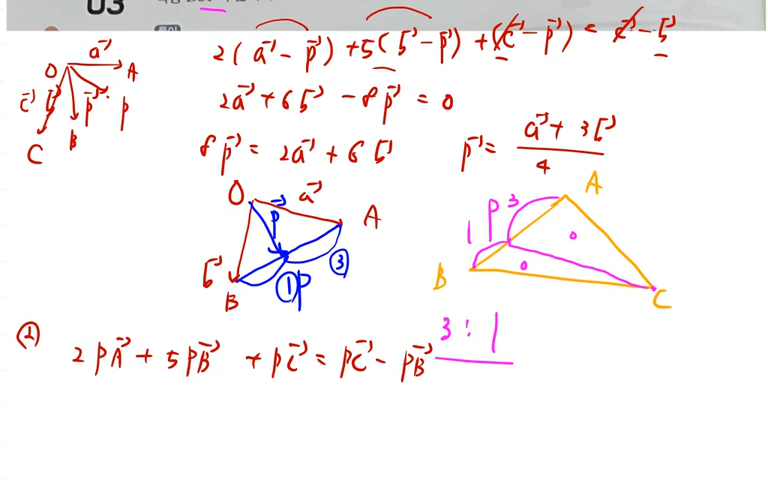 03
2(a⃗ - p⃗) + 5(b⃗ - p⃗) + (c⃗ - p⃗) = c⃗ - b⃗
O a⃗ A
c⃗ b⃗ p⃗ p
C B
2a⃗ + 6b⃗ - 8p⃗ = 0
8p⃗ = 2a⃗ + 6b⃗
p⃗ = (a⃗ + 3b⃗) / 4
O a⃗ A
p⃗
b⃗ B ① P ③
A
1 P 3
B C
② 2PA⃗ + 5PB⃗ + PC⃗ = PC⃗ - PB⃗
3 : 1